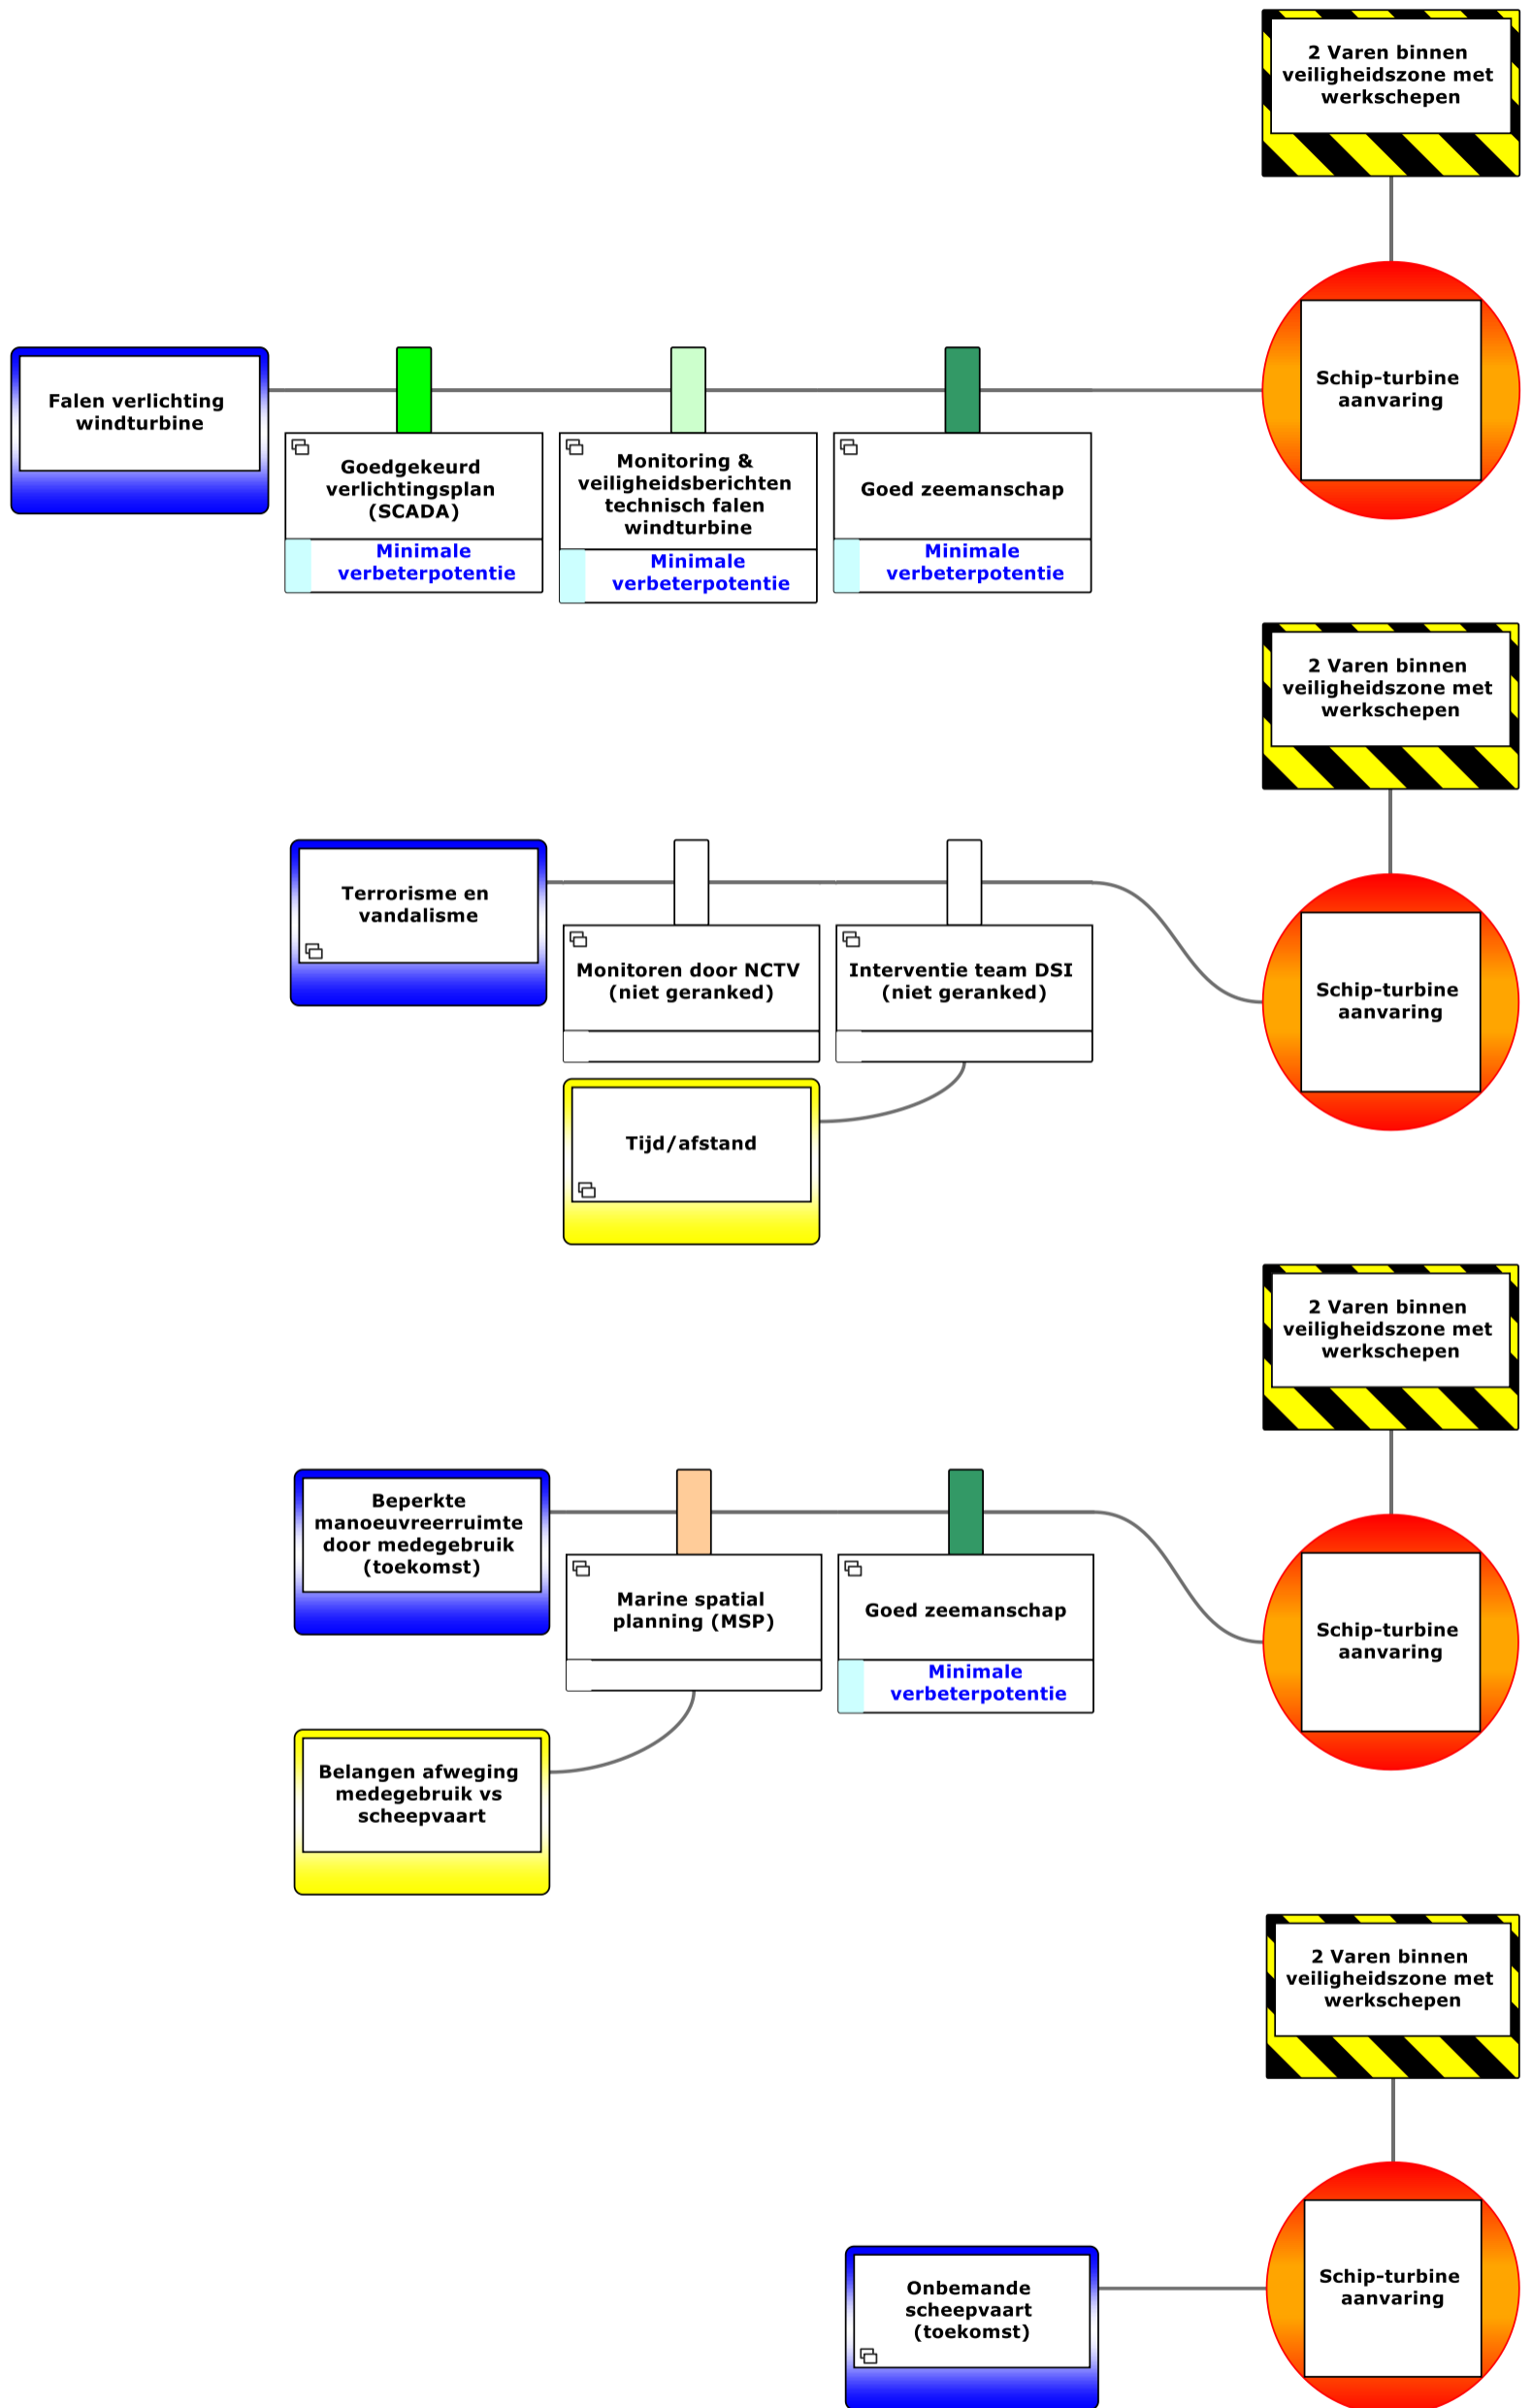 2 Varen binnen
veiligheidszone met
werkschepen
Schip-turbine
aanvaring
Falen verlichting
windturbine
Goedgekeurd
verlichtingsplan
(SCADA)
Minimale
verbeterpotentie
Monitoring &
veiligheidsberichten
technisch falen
windturbine
Minimale
verbeterpotentie
Goed zeemanschap
Minimale
verbeterpotentie
2 Varen binnen
veiligheidszone met
werkschepen
Schip-turbine
aanvaring
Terrorisme en
vandalisme
Monitoren door NCTV
(niet geranked)
Interventie team DSI
(niet geranked)
Tijd/afstand
2 Varen binnen
veiligheidszone met
werkschepen
Schip-turbine
aanvaring
Beperkte
manoeuvreerruimte
door medegebruik
(toekomst)
Marine spatial
planning (MSP)
Goed zeemanschap
Minimale
verbeterpotentie
Belangen afweging
medegebruik vs
scheepvaart
2 Varen binnen
veiligheidszone met
werkschepen
Schip-turbine
aanvaring
Onbemande
scheepvaart
(toekomst)